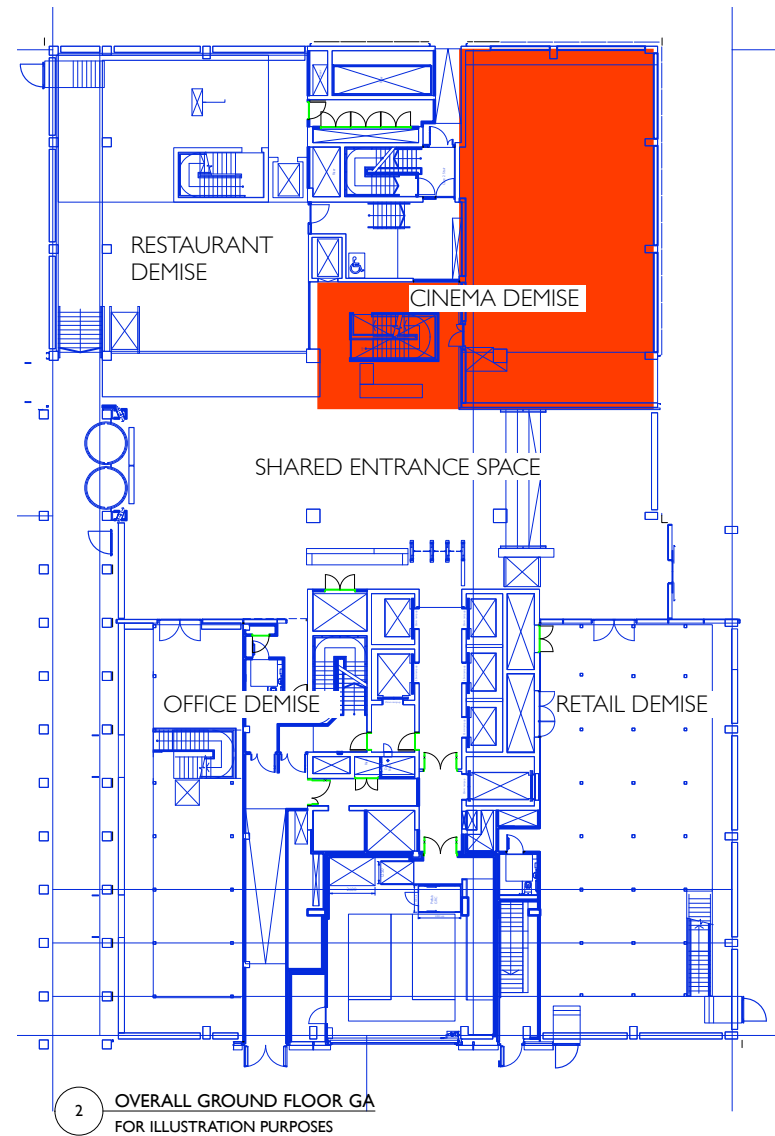 RESTAURANT
DEMISE
CINEMA DEMISE
SHARED ENTRANCE SPACE
OFFICE DEMISE
RETAIL DEMISE
2
OVERALL GROUND FLOOR GA
FOR ILLUSTRATION PURPOSES